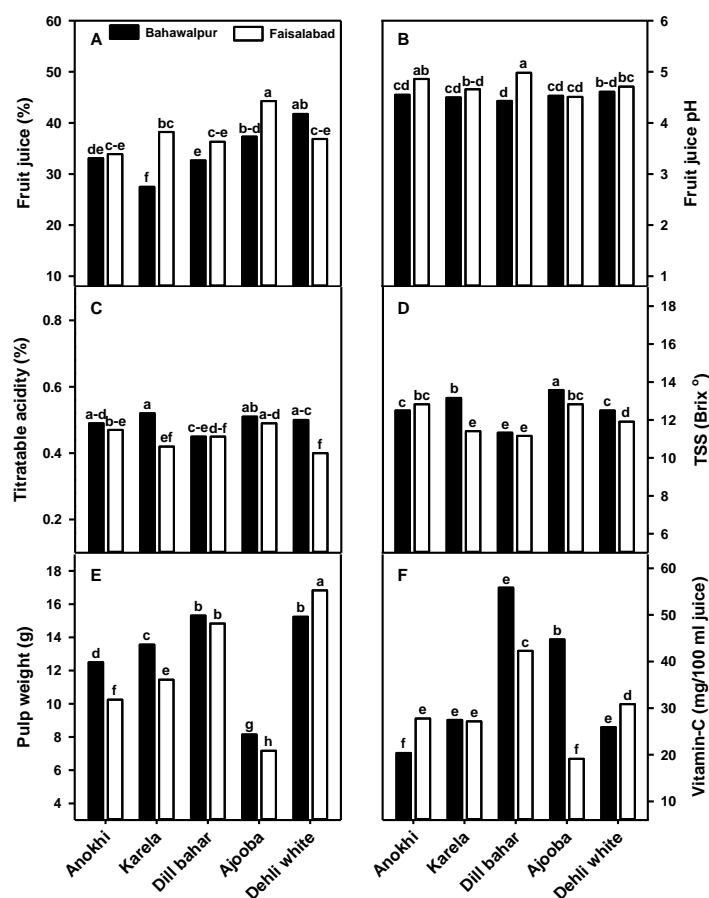 A
Bahawalpur
Faisalabad
60
50
40
30
20
10
Fruit juice (%)
de
c-e
f
bc
e
c-e
b-d
a
ab
c-e
B
6
5
4
3
2
1
Fruit juice pH
cd
ab
cd
b-d
d
a
cd
cd
b-d
bc
C
0.8
0.6
0.4
0.2
Titratable acidity (%)
a-d
b-e
a
ef
c-e
d-f
ab
a-d
a-c
f
D
18
16
14
12
10
8
6
TSS (Brix o)
c
bc
b
e
e
e
a
bc
c
d
E
18
16
14
12
10
8
6
4
Pulp weight (g)
d
f
c
e
b
b
g
h
b
a
F
60
50
40
30
20
10
Vitamin-C (mg/100 ml juice)
f
e
e
e
e
c
b
f
e
d
Anokhi
Karela
Dill bahar
Ajooba
Dehli white
Anokhi
Karela
Dill bahar
Ajooba
Dehli white